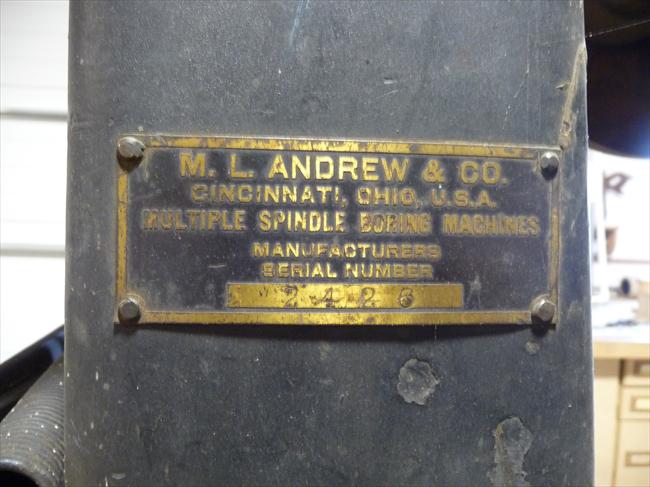 M. L. ANDREW & CO.
CINCINNATI, OHIO, U.S.A.
MULTIPLE SPINDLE BORING MACHINES
MANUFACTURERS
SERIAL NUMBER
2426